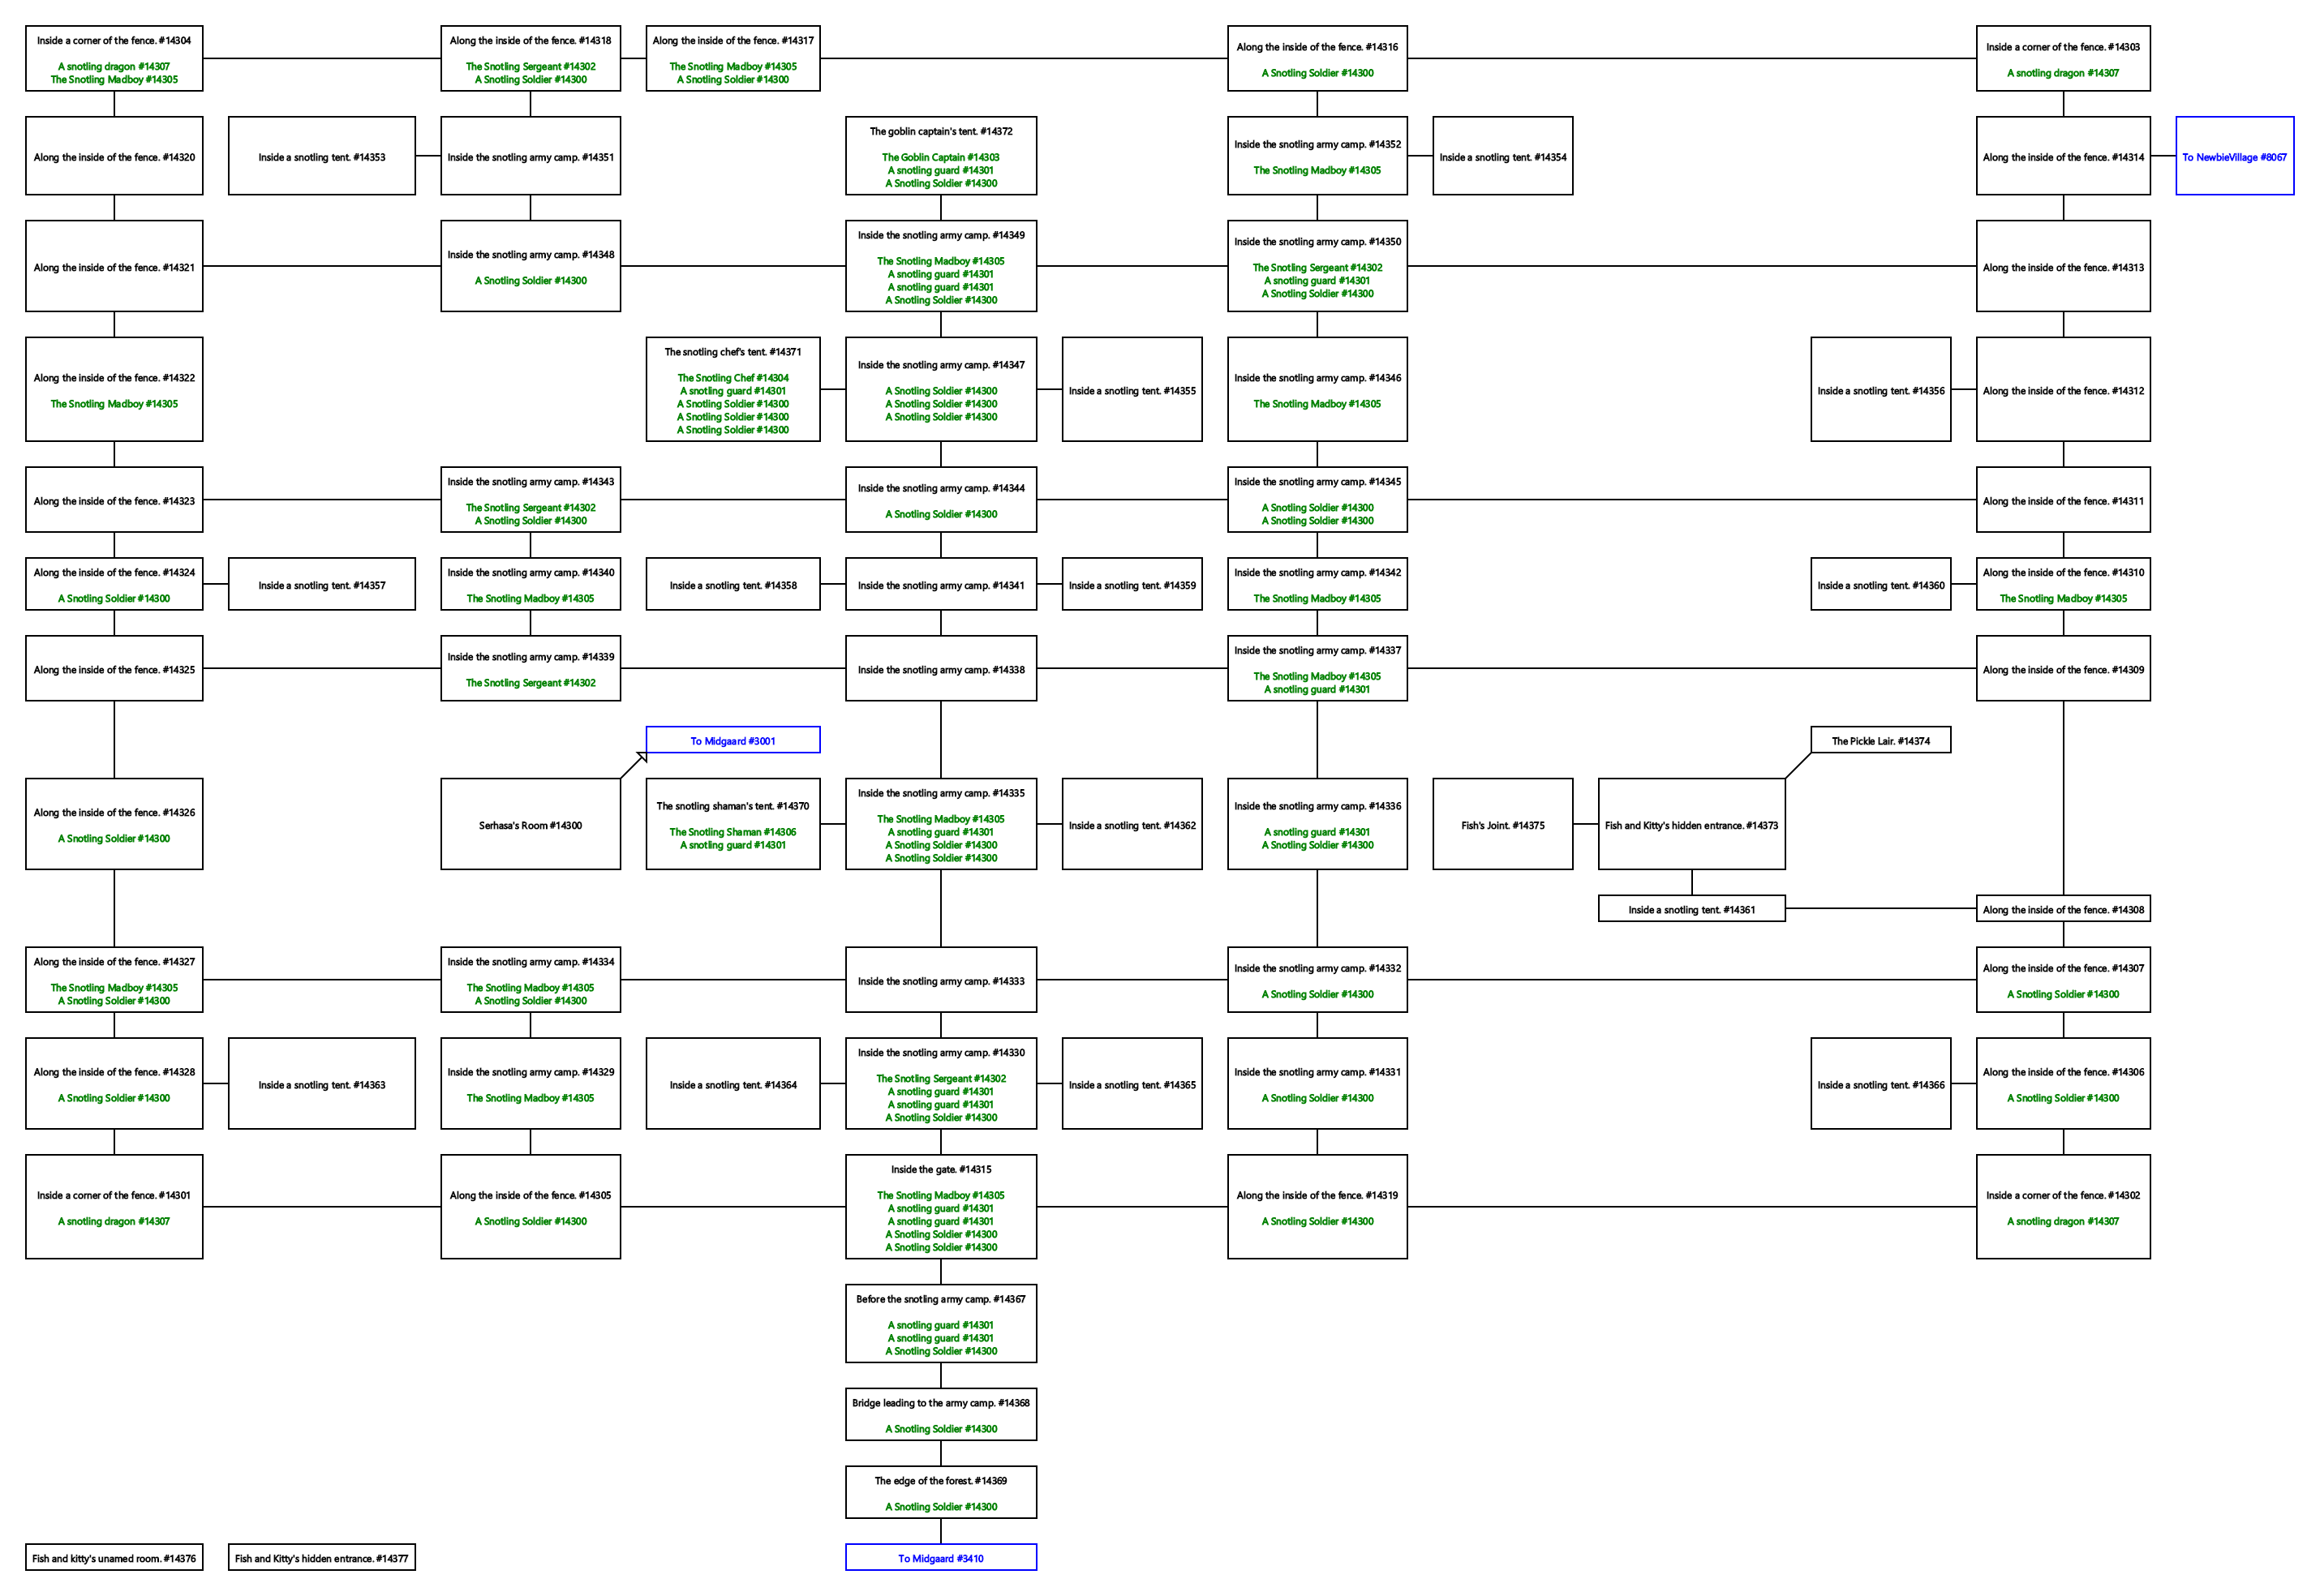 Inside a corner of the fence. #14304
A snotling dragon #14307
The Snotling Madboy #14305
Along the inside of the fence. #14318
The Snotling Sergeant #14302
A Snotling Soldier #14300
Along the inside of the fence. #14317
The Snotling Madboy #14305
A Snotling Soldier #14300
Along the inside of the fence. #14316
A Snotling Soldier #14300
Inside a corner of the fence. #14303
A snotling dragon #14307
Along the inside of the fence. #14320
Inside a snotling tent. #14353
Inside the snotling army camp. #14351
The goblin captain's tent. #14372
The Goblin Captain #14303
A snotling guard #14301
A Snotling Soldier #14300
Inside the snotling army camp. #14352
The Snotling Madboy #14305
Inside a snotling tent. #14354
Along the inside of the fence. #14314
To NewbieVillage #8067
Along the inside of the fence. #14321
Inside the snotling army camp. #14348
A Snotling Soldier #14300
Inside the snotling army camp. #14349
The Snotling Madboy #14305
A snotling guard #14301
A snotling guard #14301
A Snotling Soldier #14300
Inside the snotling army camp. #14350
The Snotling Sergeant #14302
A snotling guard #14301
A Snotling Soldier #14300
Along the inside of the fence. #14313
Along the inside of the fence. #14322
The Snotling Madboy #14305
The snotling chef's tent. #14371
The Snotling Chef #14304
A snotling guard #14301
A Snotling Soldier #14300
A Snotling Soldier #14300
A Snotling Soldier #14300
Inside the snotling army camp. #14347
A Snotling Soldier #14300
A Snotling Soldier #14300
A Snotling Soldier #14300
Inside a snotling tent. #14355
Inside the snotling army camp. #14346
The Snotling Madboy #14305
Inside a snotling tent. #14356
Along the inside of the fence. #14312
Along the inside of the fence. #14323
Inside the snotling army camp. #14343
The Snotling Sergeant #14302
A Snotling Soldier #14300
Inside the snotling army camp. #14344
A Snotling Soldier #14300
Inside the snotling army camp. #14345
A Snotling Soldier #14300
A Snotling Soldier #14300
Along the inside of the fence. #14311
Along the inside of the fence. #14324
A Snotling Soldier #14300
Inside a snotling tent. #14357
Inside the snotling army camp. #14340
The Snotling Madboy #14305
Inside a snotling tent. #14358
Inside the snotling army camp. #14341
Inside a snotling tent. #14359
Inside the snotling army camp. #14342
The Snotling Madboy #14305
Inside a snotling tent. #14360
Along the inside of the fence. #14310
The Snotling Madboy #14305
Along the inside of the fence. #14325
Inside the snotling army camp. #14339
The Snotling Sergeant #14302
Inside the snotling army camp. #14338
Inside the snotling army camp. #14337
The Snotling Madboy #14305
A snotling guard #14301
Along the inside of the fence. #14309
To Midgaard #3001
The Pickle Lair. #14374
Along the inside of the fence. #14326
A Snotling Soldier #14300
Serhasa's Room #14300
The snotling shaman's tent. #14370
The Snotling Shaman #14306
A snotling guard #14301
Inside the snotling army camp. #14335
The Snotling Madboy #14305
A snotling guard #14301
A Snotling Soldier #14300
A Snotling Soldier #14300
Inside a snotling tent. #14362
Inside the snotling army camp. #14336
A snotling guard #14301
A Snotling Soldier #14300
Fish's Joint. #14375
Fish and Kitty's hidden entrance. #14373
Inside a snotling tent. #14361
Along the inside of the fence. #14308
Along the inside of the fence. #14327
The Snotling Madboy #14305
A Snotling Soldier #14300
Inside the snotling army camp. #14334
The Snotling Madboy #14305
A Snotling Soldier #14300
Inside the snotling army camp. #14333
Inside the snotling army camp. #14332
A Snotling Soldier #14300
Along the inside of the fence. #14307
A Snotling Soldier #14300
Along the inside of the fence. #14328
A Snotling Soldier #14300
Inside a snotling tent. #14363
Inside the snotling army camp. #14329
The Snotling Madboy #14305
Inside a snotling tent. #14364
Inside the snotling army camp. #14330
The Snotling Sergeant #14302
A snotling guard #14301
A snotling guard #14301
A Snotling Soldier #14300
Inside a snotling tent. #14365
Inside the snotling army camp. #14331
A Snotling Soldier #14300
Inside a snotling tent. #14366
Along the inside of the fence. #14306
A Snotling Soldier #14300
Inside a corner of the fence. #14301
A snotling dragon #14307
Along the inside of the fence. #14305
A Snotling Soldier #14300
Inside the gate. #14315
The Snotling Madboy #14305
A snotling guard #14301
A snotling guard #14301
A Snotling Soldier #14300
A Snotling Soldier #14300
Along the inside of the fence. #14319
A Snotling Soldier #14300
Inside a corner of the fence. #14302
A snotling dragon #14307
Before the snotling army camp. #14367
A snotling guard #14301
A snotling guard #14301
A Snotling Soldier #14300
Bridge leading to the army camp. #14368
A Snotling Soldier #14300
The edge of the forest. #14369
A Snotling Soldier #14300
Fish and kitty's unamed room. #14376
Fish and Kitty's hidden entrance. #14377
To Midgaard #3410